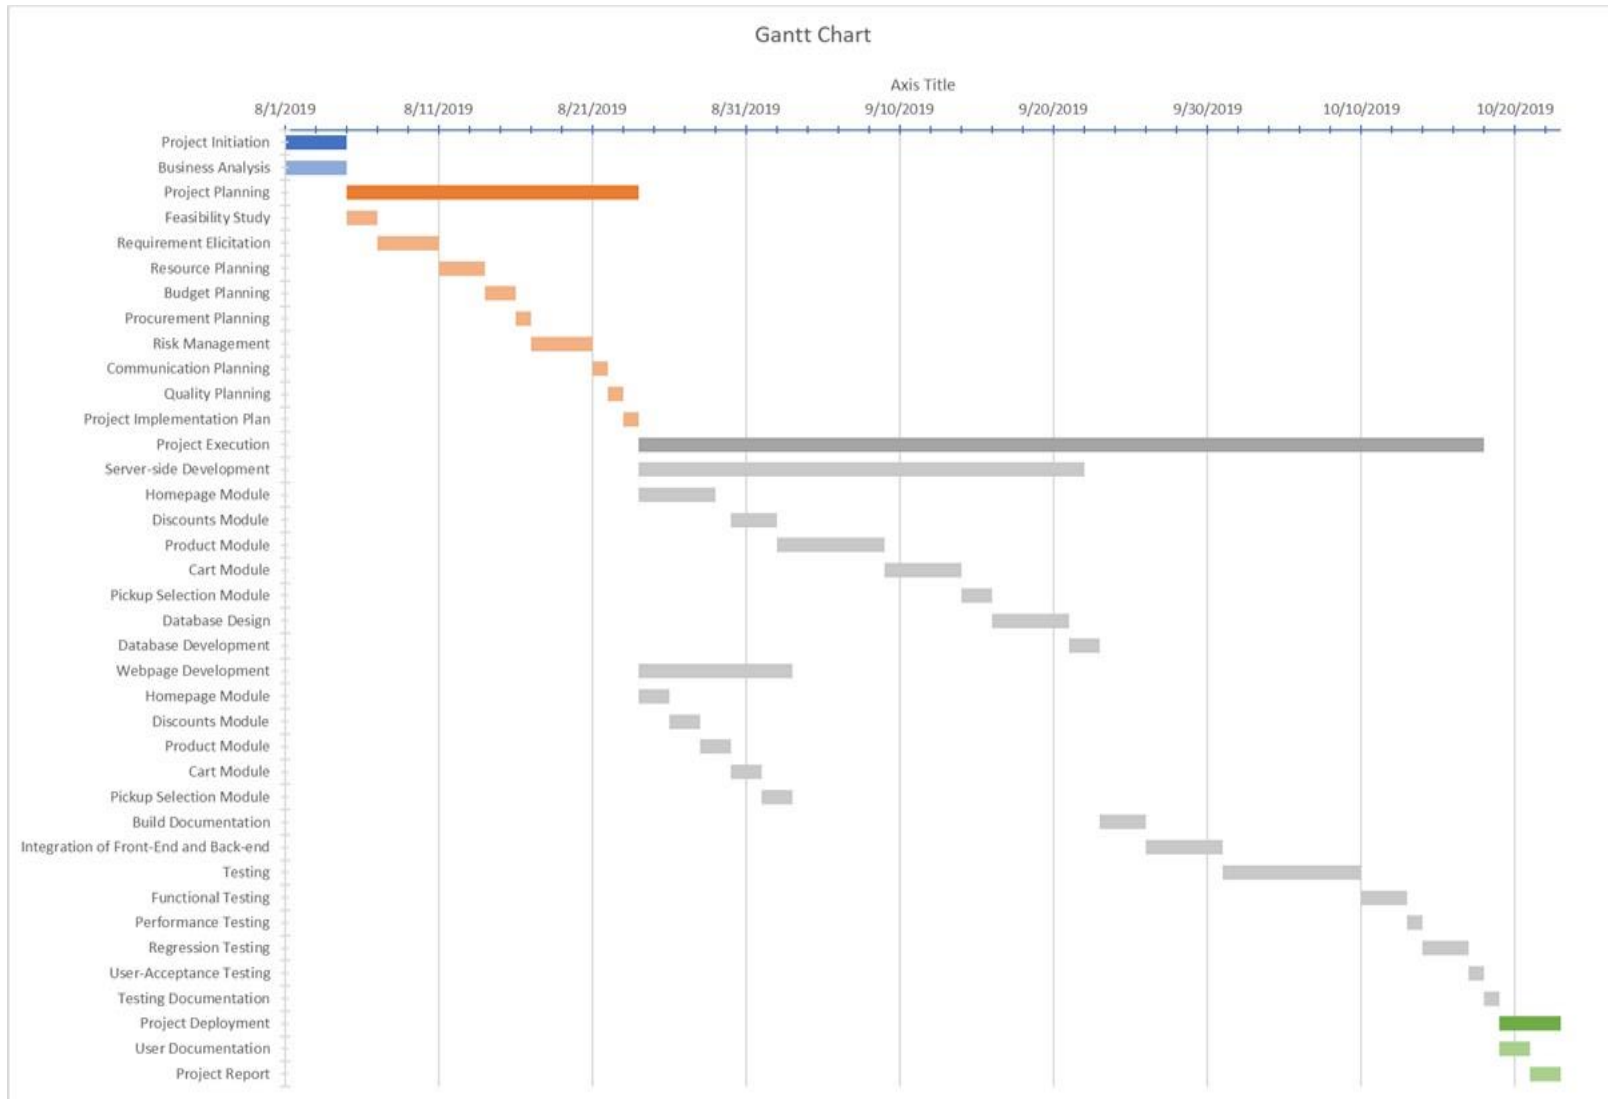 Gantt Chart
Axis Title
8/1/2019 8/11/2019 8/21/2019 8/31/2019 9/10/2019 9/20/2019 9/30/2019 10/10/2019 10/20/2019
Project Initiation
Business Analysis
Project Planning
Feasibility Study
Requirement Elicitation
Resource Planning
Budget Planning
Procurement Planning
Risk Management
Communication Planning
Quality Planning
Project Implementation Plan
Project Execution
Server-side Development
Homepage Module
Discounts Module
Product Module
Cart Module
Pickup Selection Module
Database Design
Database Development
Webpage Development
Homepage Module
Discounts Module
Product Module
Cart Module
Pickup Selection Module
Build Documentation
Integration of Front-End and Back-end
Testing
Functional Testing
Performance Testing
Regression Testing
User-Acceptance Testing
Testing Documentation
Project Deployment
User Documentation
Project Report